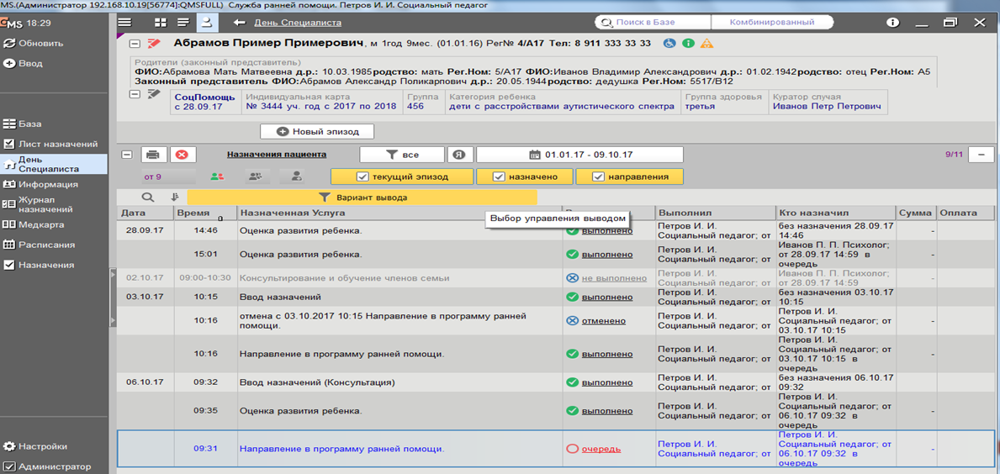 MS.(Администратор 192.168.10.19[56774]:QMSFULL) Служба ранней помощи. Петров И. И. Социальный педагог
QMS 18:29
День Специалиста
Поиск в Базе
Комбинированный
Обновить
Ввод
База
Лист назначений
День
Специалиста
Информация
Журнал
назначений
Медкарта
Расписания
Назначения
Настройки
Администратор
Абрамов Пример Примерович, м 1год 9мес. (01.01.16) Рег№ 4/А17 Тел: 8 911 333 33 33
Родители (законный представитель)
ФИО:Абрамова Мать Матвеевна д.р.: 10.03.1985родство: мать Рег.Ном: 5/А17 ФИО:Иванов Владимир Александрович д.р.: 01.02.1942родство: отец Рег.Ном: А5
Законный представитель ФИО:Абрамов Александр Поликарпович д.р.: 20.05.1944родство: дедушка Рег.Ном: 5517/В12
СоцПомощь
с 28.09.17
Индивидуальная карта
№ 3444 уч. год с 2017 по 2018
Группа
456
Категория ребенка
дети с расстройствами аутистического спектра
Группа здоровья
третья
Куратор случая
Иванов Петр Петрович
Новый эпизод
Назначения пациента
все
Я
01.01.17 - 09.10.17
9/11
от 9
текущий эпизод
назначено
направления
Вариант вывода
Выбор управления выводом
Дата Время Назначенная Услуга Выполнил Кто назначил Сумма Оплата
28.09.17 14:46 Оценка развития ребенка. выполнено
Петров И. И.
Социальный педагог; от
без назначения 28.09.17
14:46
-
15:01 Оценка развития ребенка. выполнено
Петров И. И.
Социальный педагог; от
Иванов П. П. Психолог;
от 28.09.17 14:59 в
очередь
-
02.10.17 09:00-10:30 Консультирование и обучение членов семьи не выполнено
Петров И. И.
Социальный педагог; от
Иванов П. П. Психолог;
от 28.09.17 14:59
-
03.10.17 10:15 Ввод назначений выполнено
Петров И. И.
Социальный педагог; от
без назначения 03.10.17
10:15
-
10:16
отмена с 03.10.2017 10:15 Направление в программу ранней
помощи.
отменено
Петров И. И.
Социальный педагог; от
Петров И. И.
Социальный педагог; от
03.10.17 10:15
-
10:16 Направление в программу ранней помощи. выполнено
Петров И. И.
Социальный педагог; от
Петров И. И.
Социальный педагог; от
03.10.17 10:15 в
очередь
-
06.10.17 09:32 Ввод назначений (Консультация) выполнено
Петров И. И.
Социальный педагог; от
без назначения 06.10.17
09:32
-
09:35 Оценка развития ребенка. выполнено
Петров И. И.
Социальный педагог; от
Петров И. И.
Социальный педагог; от
06.10.17 09:32 в
очередь
-
09:31 Направление в программу ранней помощи. очередь
Петров И. И.
Социальный педагог; от
Петров И. И.
Социальный педагог; от
06.10.17 09:32 в
очередь
-